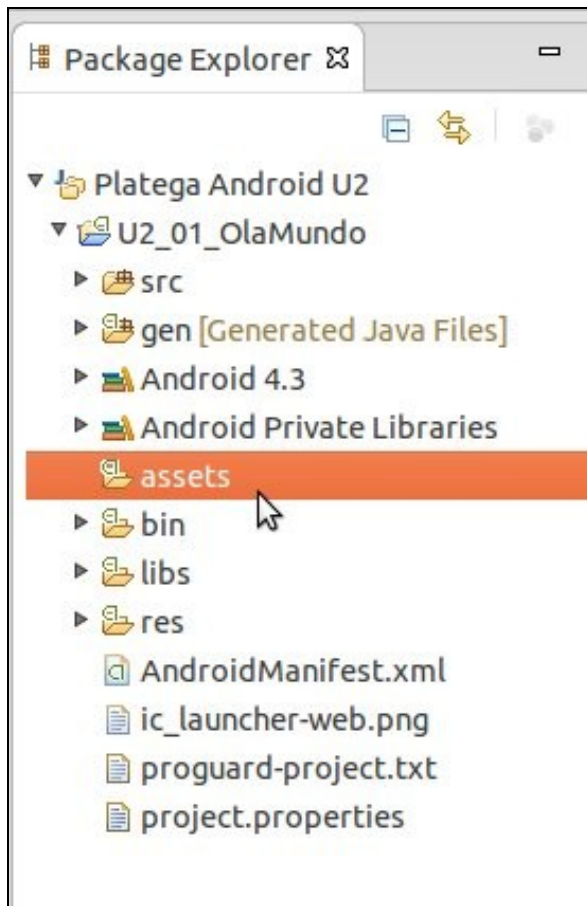 Package Explorer
Platega Android U2
U2_01_OlaMundo
src
gen [Generated Java Files]
Android 4.3
Android Private Libraries
assets
bin
libs
res
AndroidManifest.xml
ic_launcher-web.png
proguard-project.txt
project.properties